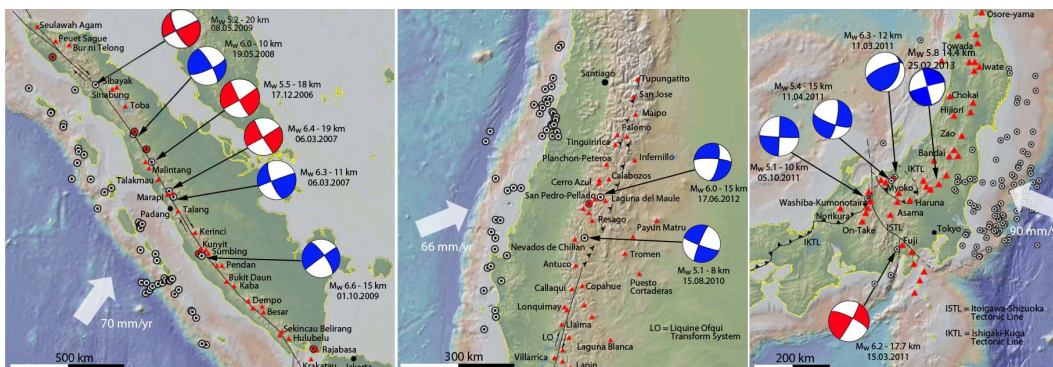 Seulawah Agam
Peuet Sague
Bur ni Telong
Mw 5.2 - 20 km
08.05.2009
Mw 6.0 - 10 km
19.05.2008
Sibayak
Sinabung
Toba
Mw 5.5 - 18 km
17.12.2006
Mw 6.4 - 19 km
06.03.2007
Malintang
Talakmau
Marapi
Padang
Talang
Mw 6.3 - 11 km
06.03.2007
Kerinci
Kunyit
Sumbing
Pendan
Bukit Daun
Kaba
Mw 6.6 - 15 km
01.10.2009
Dempo
Besar
Sekincau Belirang
Hulubelu
Rajabasa
Krakatau
Jakarta
70 mm/yr
500 km
Santiago
Tupungatito
San Jose
Maipo
Palomo
Tinguiririca
Planchon-Peteroa
Infernillo
Calabozos
Cerro Azul
San Pedro-Pellado
Laguna del Maule
Mw 6.0 - 15 km
17.06.2012
Resago
Payun Matru
66 mm/yr
Nevados de Chillan
Tromen
Mw 5.1 - 8 km
15.08.2010
Antuco
Callaqui
Copahue
Puesto
Cortaderas
Lonquimay
Llaima
LO
LO = Liquine Ofqui
Transform System
Laguna Blanca
Villarrica
Lanin
300 km
Osore-yama
Mw 6.3 - 12 km
11.03.2011
Towada
Mw 5.8 14.4 km
25.02.2013
Iwate
Mw 5.4 - 15 km
11.04.2011
Chokai
Hijiori
Zao
Bandai
Mw 5.1 - 10 km
05.10.2011
IKTL
Myoko
Washiba-Kumonotaira
Haruna
Norikura
Asama
On-Take
ISTL
Tokyo
IKTL
Fuji
90 mm/yr
ISTL = Itoigawa-Shizuoka
Tectonic Line
IKTL = Ishigaki-Kuga
Tectonic Line
Mw 6.2 - 17.7 km
15.03.2011
200 km